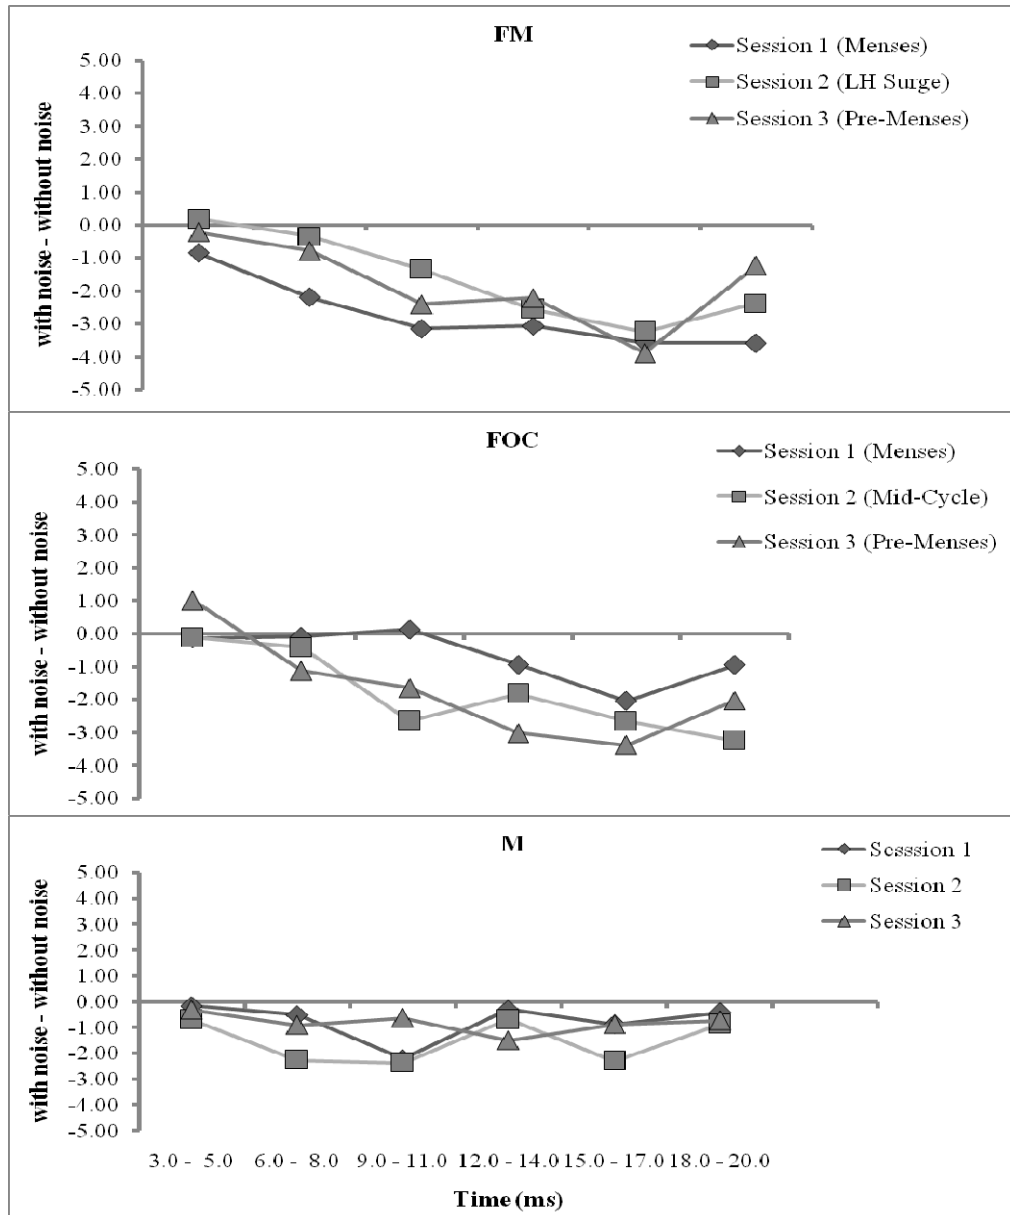 FM
Session 1 (Menses)
Session 2 (LH Surge)
Session 3 (Pre-Menses)
with noise - without noise
5.00
4.00
3.00
2.00
1.00
0.00
-1.00
-2.00
-3.00
-4.00
-5.00
FOC
Session 1 (Menses)
Session 2 (Mid-Cycle)
Session 3 (Pre-Menses)
with noise - without noise
5.00
4.00
3.00
2.00
1.00
0.00
-1.00
-2.00
-3.00
-4.00
-5.00
M
Sesssion 1
Session 2
Session 3
with noise - without noise
5.00
4.00
3.00
2.00
1.00
0.00
-1.00
-2.00
-3.00
-4.00
-5.00
3.0 - 5.0 6.0 - 8.0 9.0 - 11.0 12.0 - 14.0 15.0 - 17.0 18.0 - 20.0
Time (ms)